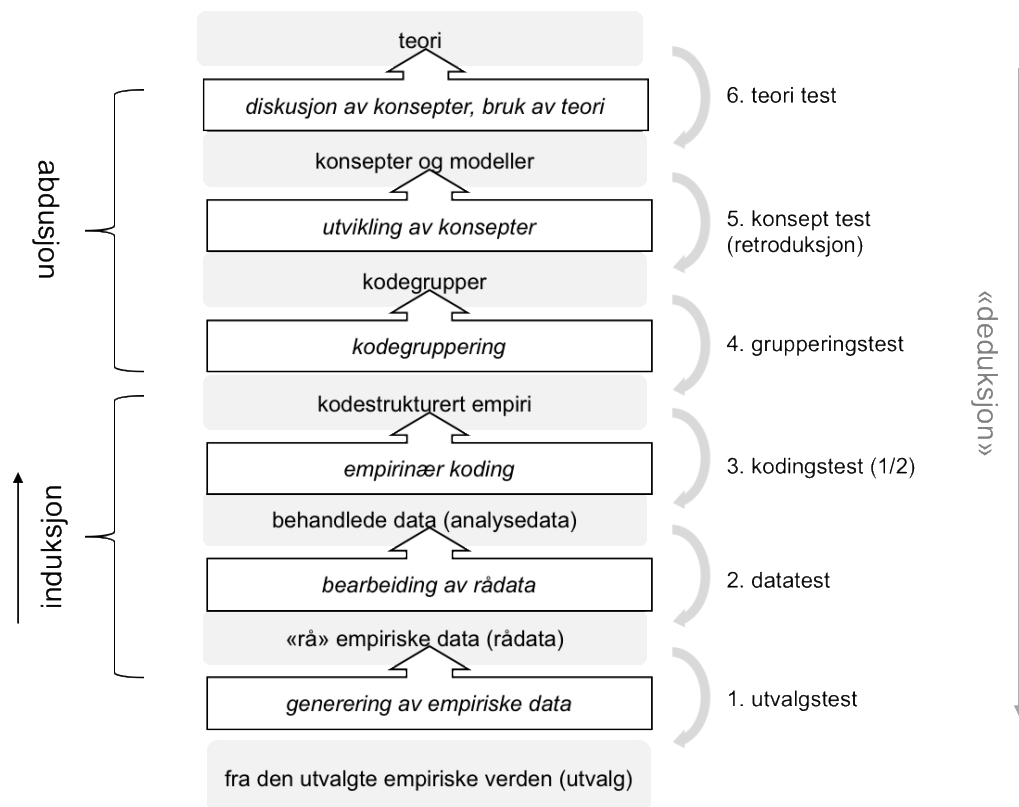 teori
diskusjon av konsepter, bruk av teori
konsepter og modeller
utvikling av konsepter
kodegrupper
kodegruppering
kodestrukturert empiri
empirinær koding
behandlede data (analysedata)
bearbeiding av rådata
«rå» empiriske data (rådata)
generering av empiriske data
fra den utvalgte empiriske verden (utvalg)
abdusjon
induksjon
6. teori test
5. konsept test
(retroduksjon)
4. grupperingstest
3. kodingstest (1/2)
2. datatest
1. utvalgstest
«deduksjon»